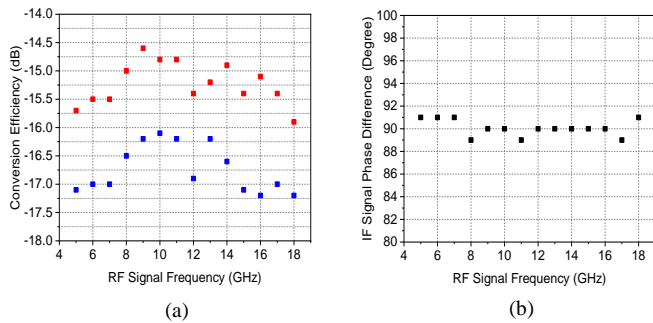 Conversion Efficiency (dB)
-14.0
-14.5
-15.0
-15.5
-16.0
-16.5
-17.0
-17.5
-18.0
4 6 8 10 12 14 16 18
RF Signal Frequency (GHz)
(a)
IF Signal Phase Difference (Degree)
100
98
96
94
92
91
90
88
86
84
82
80
4 6 8 10 12 14 16 18
RF Signal Frequency (GHz)
(b)